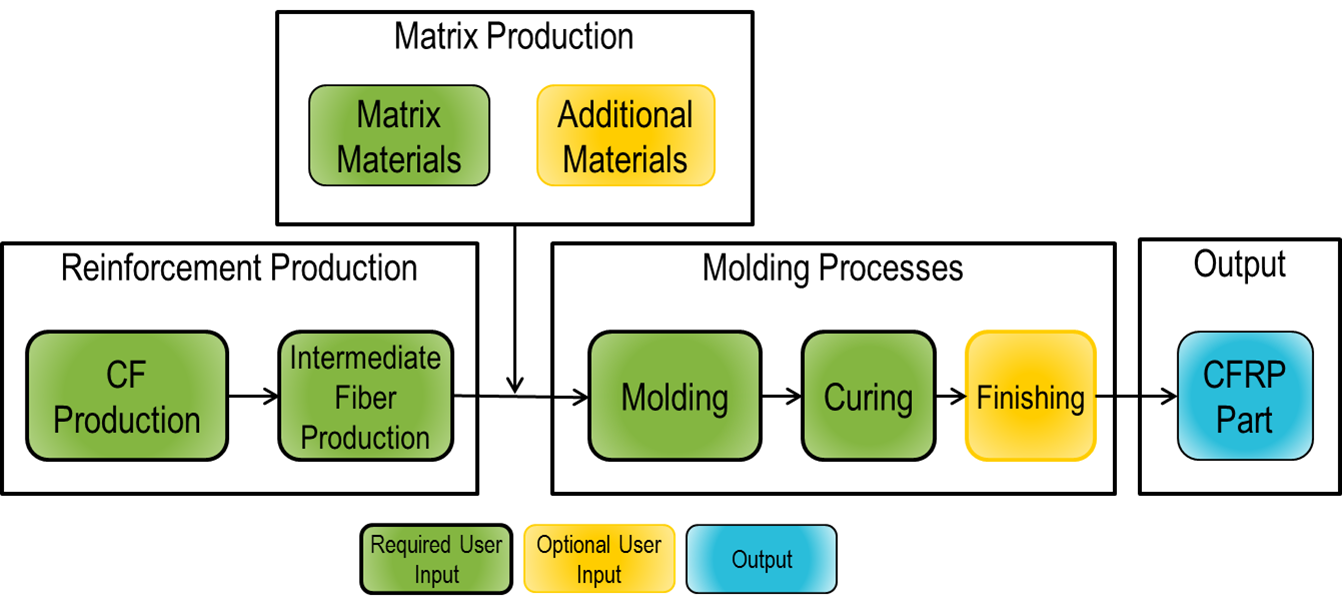 Matrix Production
Matrix
Materials
Additional
Materials
Reinforcement Production
CF
Production
Intermediate
Fiber
Production
Molding Processes
Molding
Curing
Finishing
Output
CFRP
Part
Required User
Input
Optional User
Input
Output